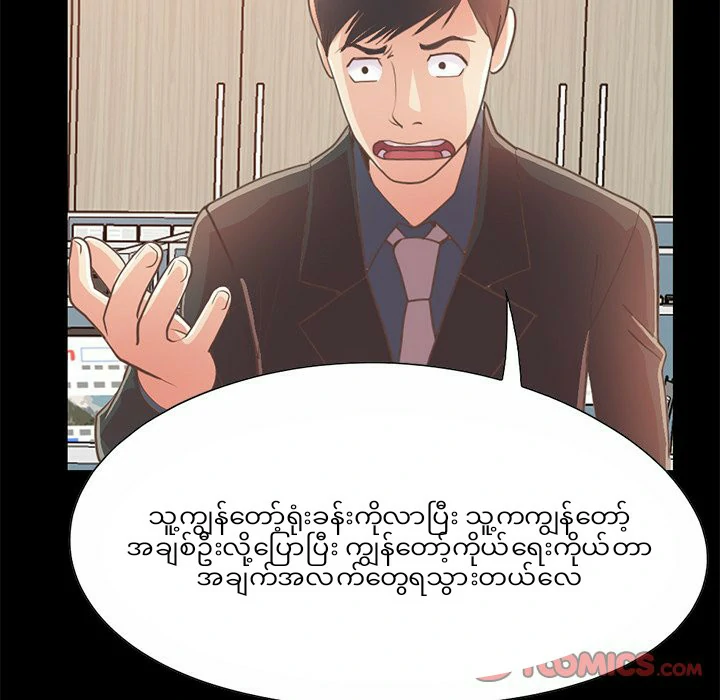 သူ့ကျွန်တော့်ရုံးခန်းကိုလာပြီး သူ့ကကျွန်တော့်
အချစ်ဦးလို့ပြောပြီး ကျွန်တော့်ကိုယ်ရေးကိုယ်တာ
အချက်အလက်တွေရသွားတယ်လေ
COMICS.COM